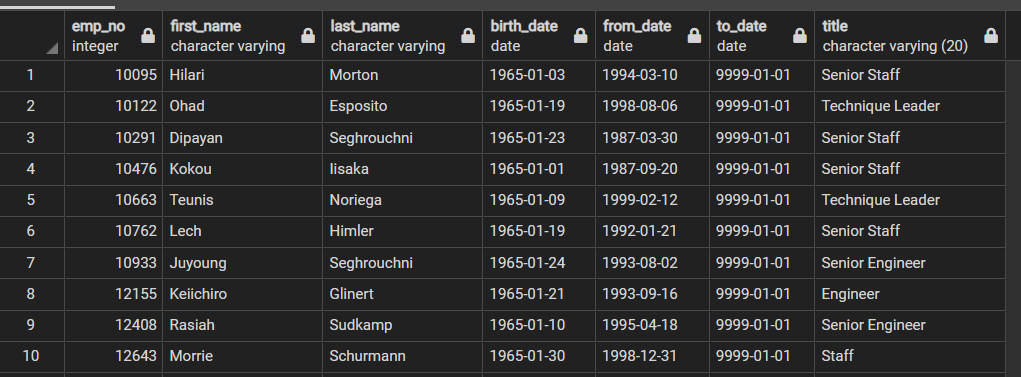 emp_no first_name last_name birth_date from_date to_date title
integer character varying character varying date date date character varying (20)
1 10095 Hilari Morton 1965-01-03 1994-03-10 9999-01-01 Senior Staff
2 10122 Ohad Esposito 1965-01-19 1998-08-06 9999-01-01 Technique Leader
3 10291 Dipayan Seghrouchni 1965-01-23 1987-03-30 9999-01-01 Senior Staff
4 10476 Kokou Iisaka 1965-01-01 1987-09-20 9999-01-01 Senior Staff
5 10663 Teunis Noriega 1965-01-09 1999-02-12 9999-01-01 Technique Leader
6 10762 Lech Himler 1965-01-19 1992-01-21 9999-01-01 Senior Staff
7 10933 Juyoung Seghrouchni 1965-01-24 1993-08-02 9999-01-01 Senior Engineer
8 12155 Keiichiro Glinert 1965-01-21 1993-09-16 9999-01-01 Engineer
9 12408 Rasiah Sudkamp 1965-01-10 1995-04-18 9999-01-01 Senior Engineer
10 12643 Morrie Schurmann 1965-01-30 1998-12-31 9999-01-01 Staff